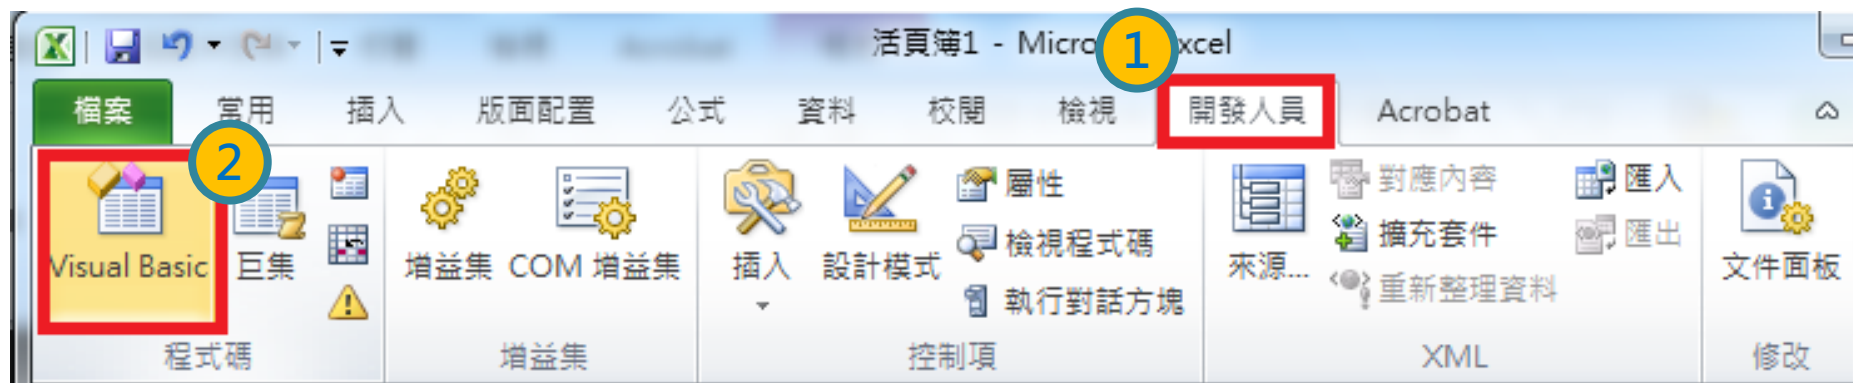 活頁簿1 - Micro xcel
1
檔案 常用 插入 版面配置 公式 資料 校閱 檢視 開發人員 Acrobat
2
Visual Basic 巨集 增益集 COM 增益集 插入 設計模式 屬性 檢視程式碼 執行對話方塊 來源... 對應內容 擴充套件 重新整理資料 匯入 匯出 文件面板
程式碼 增益集 控制項 XML 修改